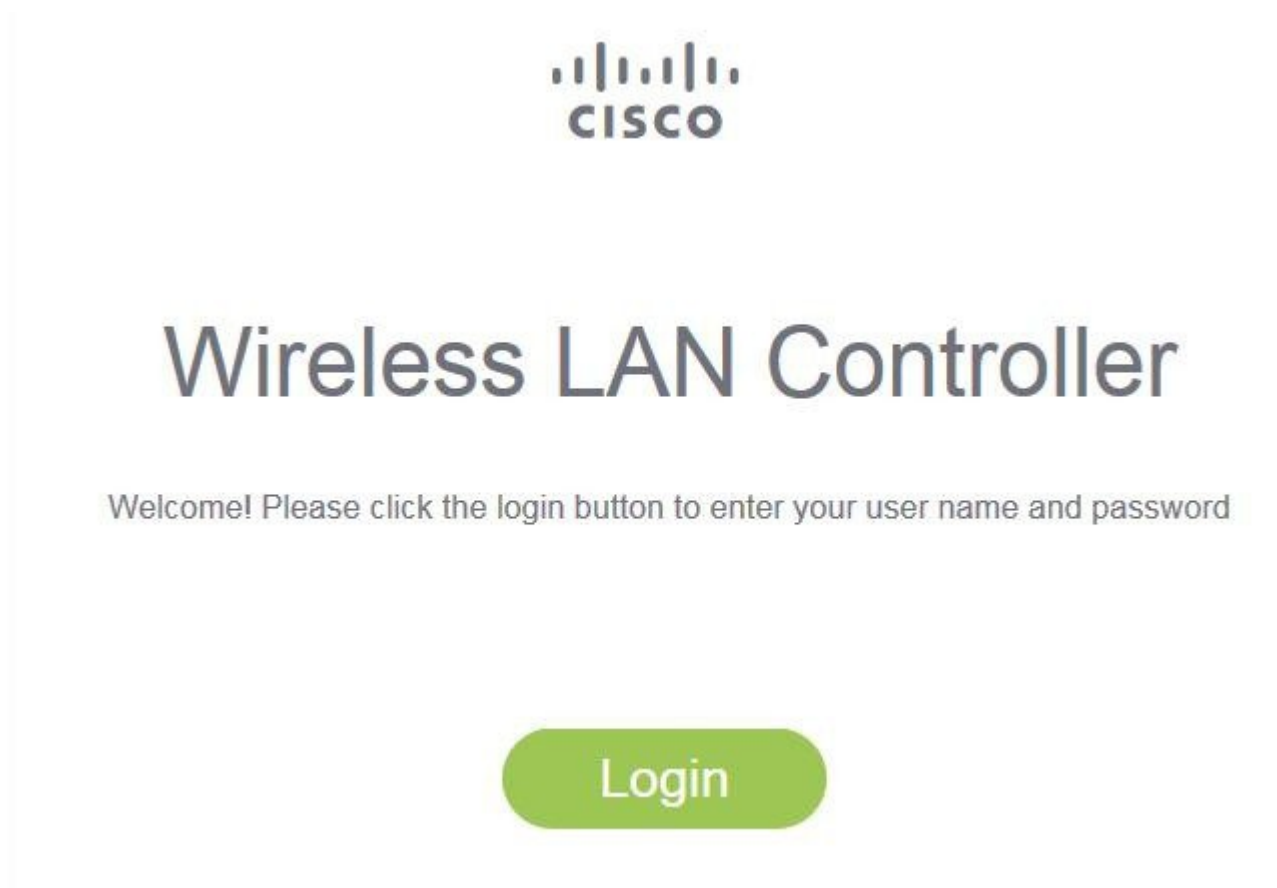 CISCO
Wireless LAN Controller
Welcome! Please click the login button to enter your user name and password
Login